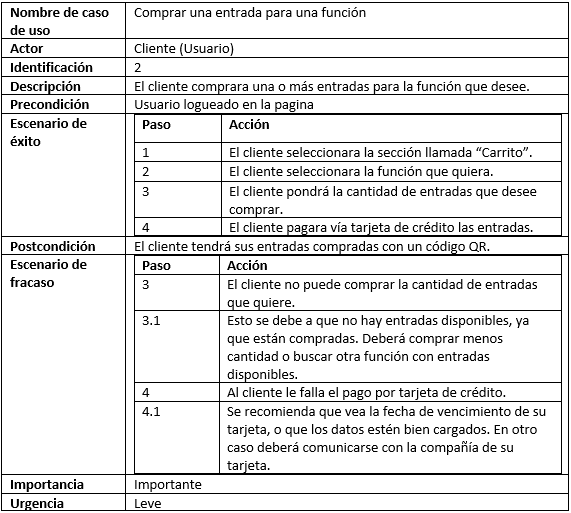 Nombre de caso Comprar una entrada para una función
de uso
Actor Cliente (Usuario)
Identificación 2
Descripción El cliente comprara una o más entradas para la función que desee.
Precondición Usuario logueado en la pagina
Escenario de Paso Acción
éxito
1 El cliente seleccionara la sección llamada “Carrito”.
2 El cliente seleccionara la función que quiera.
3 El cliente pondrá la cantidad de entradas que desee
comprar.
4 El cliente pagara vía tarjeta de crédito las entradas.
Postcondición El cliente tendrá sus entradas compradas con un código QR.
Escenario de Paso Acción
fracaso
3 El cliente no puede comprar la cantidad de entradas
que quiere.
3.1 Esto se debe a que no hay entradas disponibles, ya
que están compradas. Deberá comprar menos
cantidad o buscar otra función con entradas
disponibles.
4 Al cliente le falla el pago por tarjeta de crédito.
4.1 Se recomienda que vea la fecha de vencimiento de su
tarjeta, o que los datos estén bien cargados. En otro
caso deberá comunicarse con la compañía de su
tarjeta.
Importancia Importante
Urgencia Leve